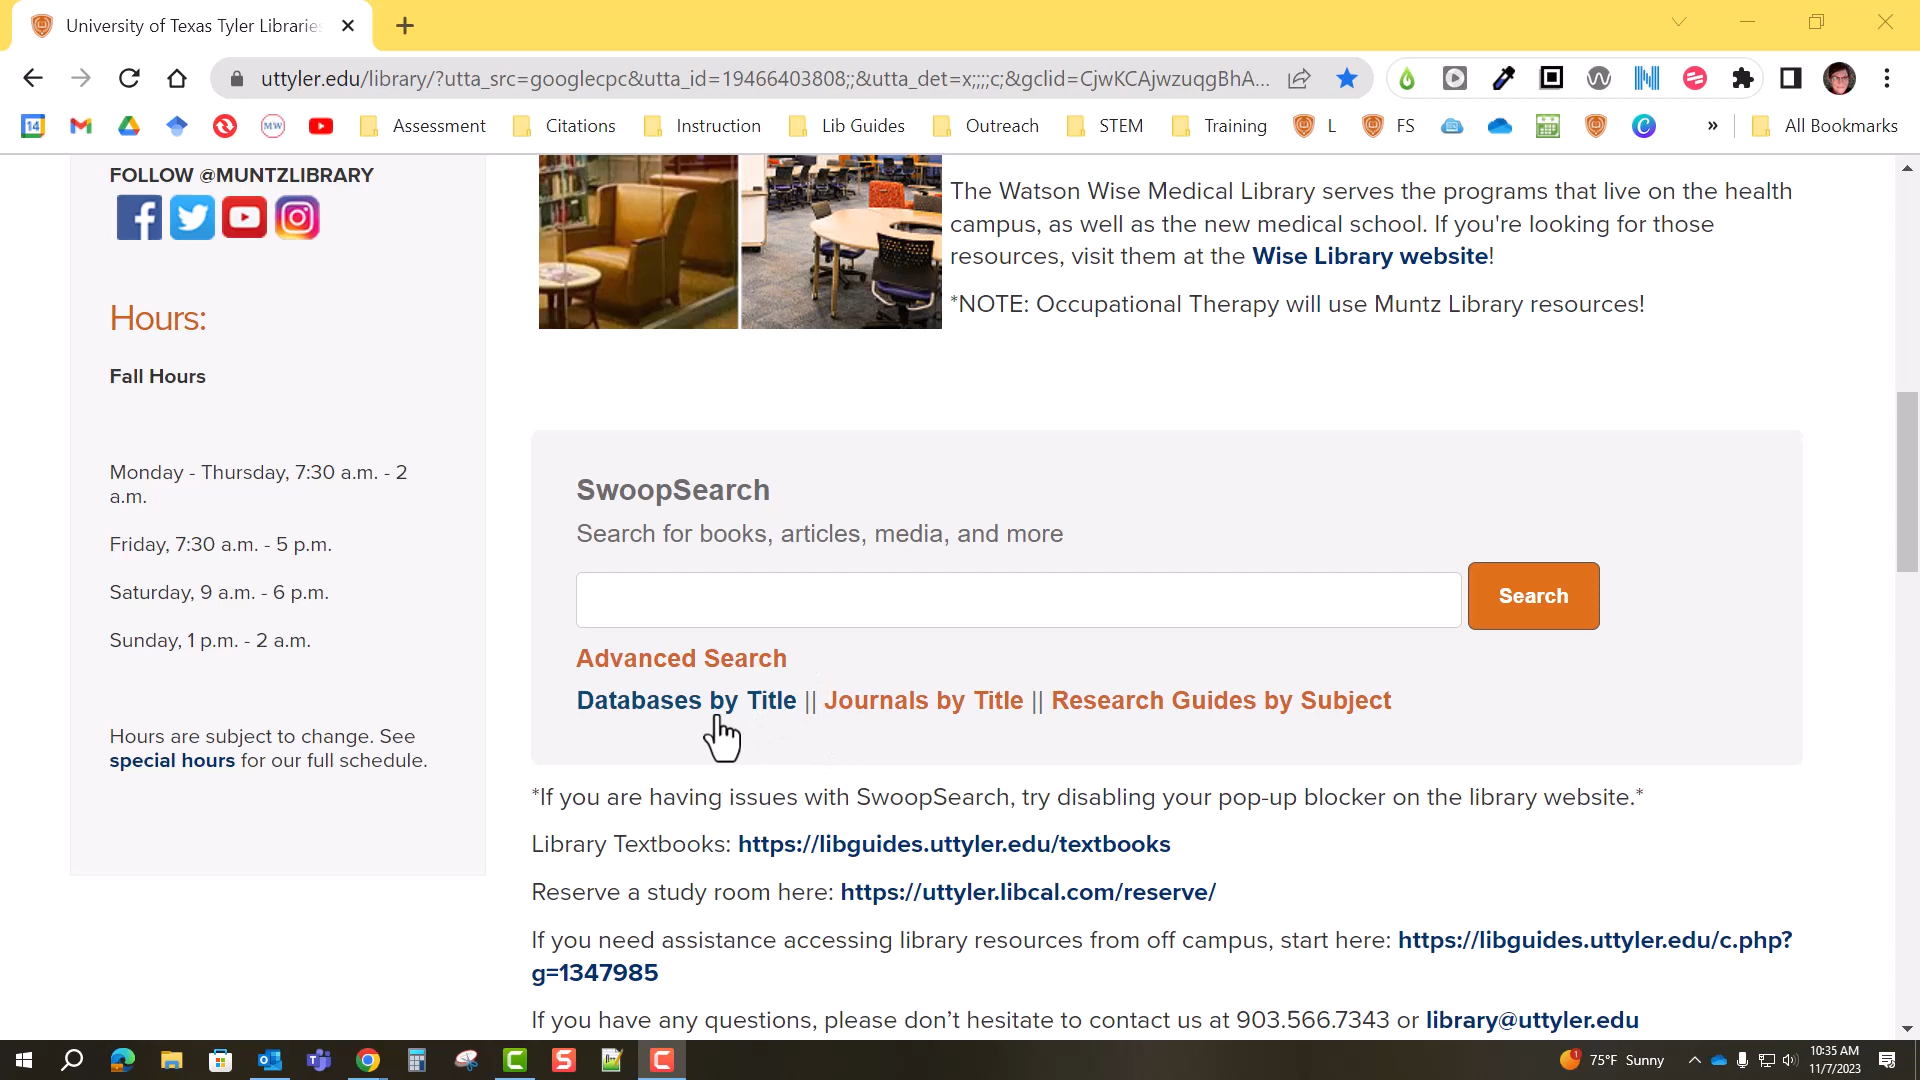 University of Texas Tyler Libraries
uttyler.edu/library/?utta_src=googlecpc&utta_id=19466403808;;&utta_det=x;;;;c;&gclid=CjwKCAjwzuqgBhA...
14
MW
Assessment
Citations
Instruction
Lib Guides
Outreach
STEM
Training
L
FS
»
All Bookmarks
FOLLOW @MUNTZLIBRARY
Hours:
Fall Hours
Monday - Thursday, 7:30 a.m. - 2
a.m.
Friday, 7:30 a.m. - 5 p.m.
Saturday, 9 a.m. - 6 p.m.
Sunday, 1 p.m. - 2 a.m.
Hours are subject to change. See
special hours for our full schedule.
The Watson Wise Medical Library serves the programs that live on the health
campus, as well as the new medical school. If you're looking for those
resources, visit them at the Wise Library website!
*NOTE: Occupational Therapy will use Muntz Library resources!
SwoopSearch
Search for books, articles, media, and more
Search
Advanced Search
Databases by Title || Journals by Title || Research Guides by Subject
*If you are having issues with SwoopSearch, try disabling your pop-up blocker on the library website.*
Library Textbooks: https://libguides.uttyler.edu/textbooks
Reserve a study room here: https://uttyler.libcal.com/reserve/
If you need assistance accessing library resources from off campus, start here: https://libguides.uttyler.edu/c.php?
g=1347985
If you have any questions, please don’t hesitate to contact us at 903.566.7343 or library@uttyler.edu
1
75°F Sunny
10:35 AM
11/7/2023